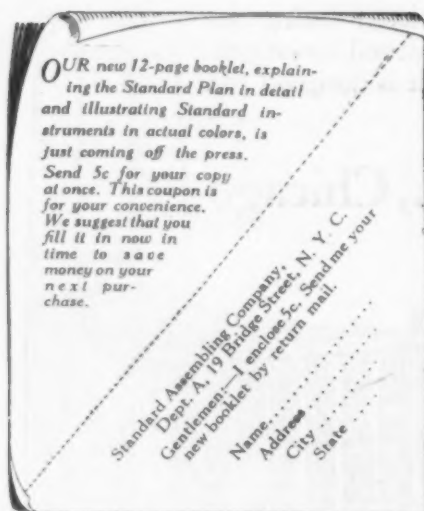 OUR new 12-page booklet, explain-
ing the Standard Plan in detail
and illustrating Standard in-
struments in actual colors, is
just coming off the press.
Send 5c for your copy
at once. This coupon is
for your convenience.
We suggest that you
fill it in now in
time to save
money on your
next pur-
chase.
Standard Assembling Company,
Dept. A, 19 Bridge Street, N. Y. C.
Gentlemen:—I enclose 5c. Send me your
new booklet by return mail.
Name..............
Address ............
City ............
State ....